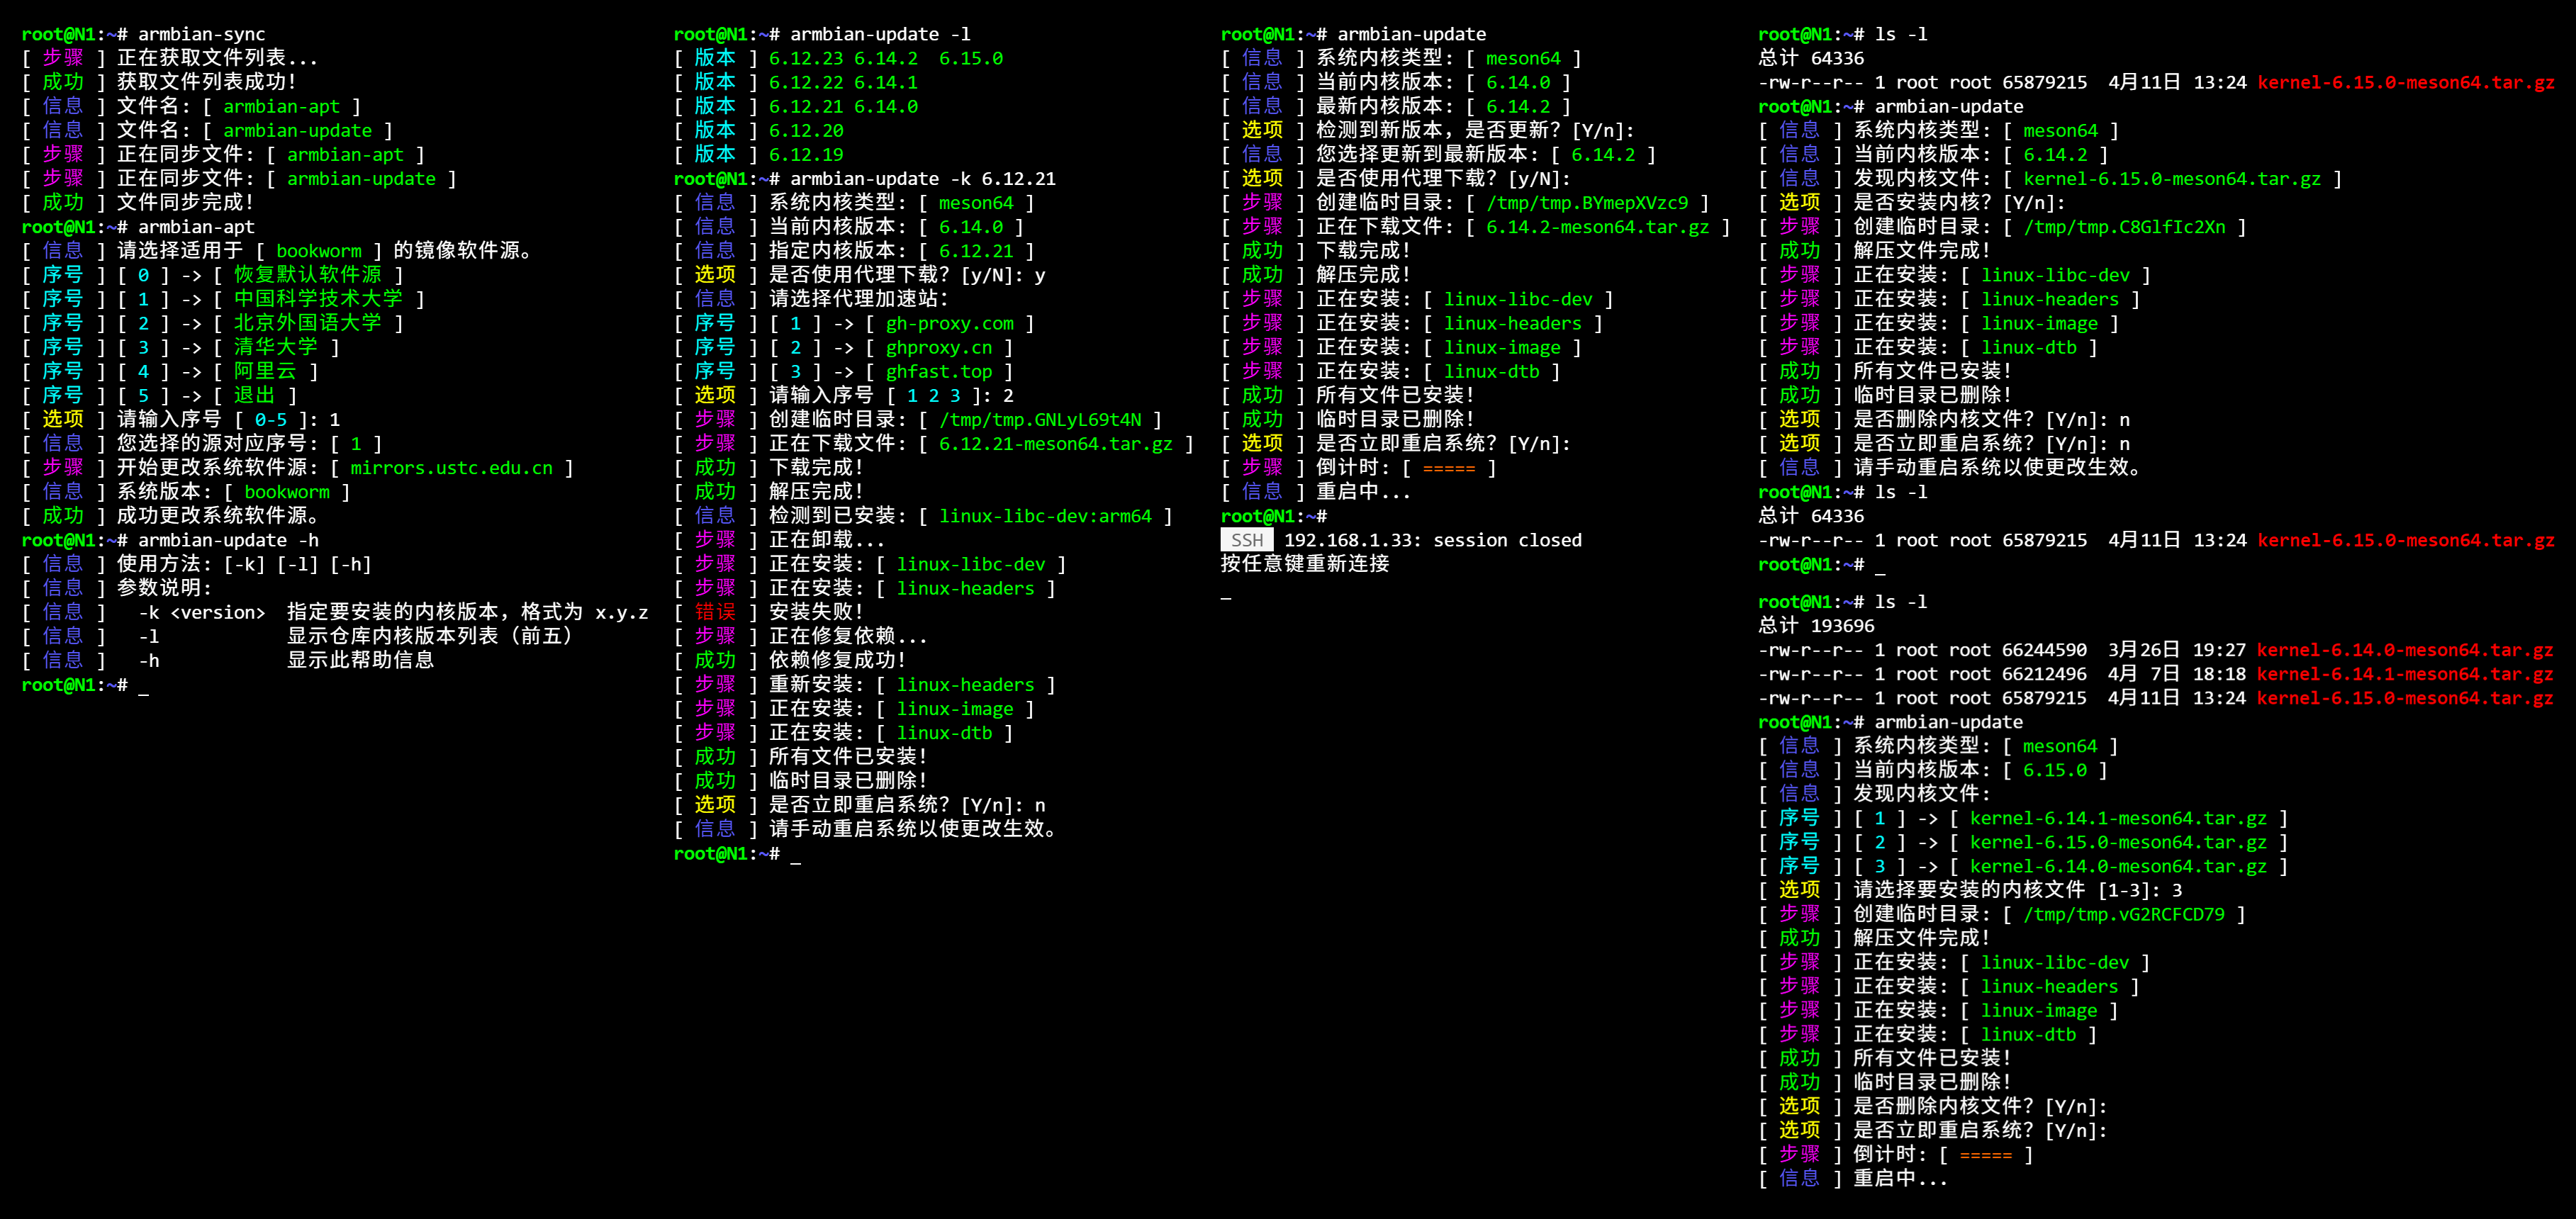 root@N1:~# armbian-sync
[ 步骤 ] 正在获取文件列表...
[ 成功 ] 获取文件列表成功！
[ 信息 ] 文件名: [ armbian-apt ]
[ 信息 ] 文件名: [ armbian-update ]
[ 步骤 ] 正在同步文件: [ armbian-apt ]
[ 步骤 ] 正在同步文件: [ armbian-update ]
[ 成功 ] 文件同步完成！
root@N1:~# armbian-apt
[ 信息 ] 请选择适用于 [ bookworm ] 的镜像软件源。
[ 序号 ] [ 0 ] -> [ 恢复默认软件源 ]
[ 序号 ] [ 1 ] -> [ 中国科学技术大学 ]
[ 序号 ] [ 2 ] -> [ 北京外国语大学 ]
[ 序号 ] [ 3 ] -> [ 清华大学 ]
[ 序号 ] [ 4 ] -> [ 阿里云 ]
[ 序号 ] [ 5 ] -> [ 退出 ]
[ 选项 ] 请输入序号 [ 0-5 ]: 1
[ 信息 ] 您选择的源对应序号: [ 1 ]
[ 步骤 ] 开始更改系统软件源: [ mirrors.ustc.edu.cn ]
[ 信息 ] 系统版本: [ bookworm ]
[ 成功 ] 成功更改系统软件源。
root@N1:~# armbian-update -h
[ 信息 ] 使用方法: [-k] [-l] [-h]
[ 信息 ] 参数说明:
[ 信息 ]   -k <version>  指定要安装的内核版本，格式为 x.y.z
[ 信息 ]   -l            显示仓库内核版本列表（前五）
[ 信息 ]   -h            显示此帮助信息
root@N1:~# _
root@N1:~# armbian-update -l
[ 版本 ] 6.12.23 6.14.2  6.15.0
[ 版本 ] 6.12.22 6.14.1
[ 版本 ] 6.12.21 6.14.0
[ 版本 ] 6.12.20
[ 版本 ] 6.12.19
root@N1:~# armbian-update -k 6.12.21
[ 信息 ] 系统内核类型: [ meson64 ]
[ 信息 ] 当前内核版本: [ 6.14.0 ]
[ 信息 ] 指定内核版本: [ 6.12.21 ]
[ 选项 ] 是否使用代理下载？[y/N]: y
[ 信息 ] 请选择代理加速站:
[ 序号 ] [ 1 ] -> [ gh-proxy.com ]
[ 序号 ] [ 2 ] -> [ ghproxy.cn ]
[ 序号 ] [ 3 ] -> [ ghfast.top ]
[ 选项 ] 请输入序号 [ 1 2 3 ]: 2
[ 步骤 ] 创建临时目录: [ /tmp/tmp.GNLyL69t4N ]
[ 步骤 ] 正在下载文件: [ 6.12.21-meson64.tar.gz ]
[ 成功 ] 下载完成！
[ 成功 ] 解压完成！
[ 信息 ] 检测到已安装: [ linux-libc-dev:arm64 ]
[ 步骤 ] 正在卸载...
[ 步骤 ] 正在安装: [ linux-libc-dev ]
[ 步骤 ] 正在安装: [ linux-headers ]
[ 错误 ] 安装失败！
[ 步骤 ] 正在修复依赖...
[ 成功 ] 依赖修复成功！
[ 步骤 ] 重新安装: [ linux-headers ]
[ 步骤 ] 正在安装: [ linux-image ]
[ 步骤 ] 正在安装: [ linux-dtb ]
[ 成功 ] 所有文件已安装！
[ 成功 ] 临时目录已删除！
[ 选项 ] 是否立即重启系统？[Y/n]: n
[ 信息 ] 请手动重启系统以使更改生效。
root@N1:~# _
root@N1:~# armbian-update
[ 信息 ] 系统内核类型: [ meson64 ]
[ 信息 ] 当前内核版本: [ 6.14.0 ]
[ 信息 ] 最新内核版本: [ 6.14.2 ]
[ 选项 ] 检测到新版本，是否更新？[Y/n]:
[ 信息 ] 您选择更新到最新版本: [ 6.14.2 ]
[ 选项 ] 是否使用代理下载？[y/N]:
[ 步骤 ] 创建临时目录: [ /tmp/tmp.BYmepXVzc9 ]
[ 步骤 ] 正在下载文件: [ 6.14.2-meson64.tar.gz ]
[ 成功 ] 下载完成！
[ 成功 ] 解压完成！
[ 步骤 ] 正在安装: [ linux-libc-dev ]
[ 步骤 ] 正在安装: [ linux-headers ]
[ 步骤 ] 正在安装: [ linux-image ]
[ 步骤 ] 正在安装: [ linux-dtb ]
[ 成功 ] 所有文件已安装！
[ 成功 ] 临时目录已删除！
[ 选项 ] 是否立即重启系统？[Y/n]:
[ 步骤 ] 倒计时: [ ===== ]
[ 信息 ] 重启中...
root@N1:~#
SSH 192.168.1.33: session closed
按任意键重新连接
_
root@N1:~# ls -l
总计 64336
-rw-r--r-- 1 root root 65879215  4月11日 13:24 kernel-6.15.0-meson64.tar.gz
root@N1:~# armbian-update
[ 信息 ] 系统内核类型: [ meson64 ]
[ 信息 ] 当前内核版本: [ 6.14.2 ]
[ 信息 ] 发现内核文件: [ kernel-6.15.0-meson64.tar.gz ]
[ 选项 ] 是否安装内核？[Y/n]:
[ 步骤 ] 创建临时目录: [ /tmp/tmp.C8GlfIc2Xn ]
[ 成功 ] 解压文件完成！
[ 步骤 ] 正在安装: [ linux-libc-dev ]
[ 步骤 ] 正在安装: [ linux-headers ]
[ 步骤 ] 正在安装: [ linux-image ]
[ 步骤 ] 正在安装: [ linux-dtb ]
[ 成功 ] 所有文件已安装！
[ 成功 ] 临时目录已删除！
[ 选项 ] 是否删除内核文件？[Y/n]: n
[ 选项 ] 是否立即重启系统？[Y/n]: n
[ 信息 ] 请手动重启系统以使更改生效。
root@N1:~# ls -l
总计 64336
-rw-r--r-- 1 root root 65879215  4月11日 13:24 kernel-6.15.0-meson64.tar.gz
root@N1:~# _
root@N1:~# ls -l
总计 193696
-rw-r--r-- 1 root root 66244590  3月26日 19:27 kernel-6.14.0-meson64.tar.gz
-rw-r--r-- 1 root root 66212496  4月 7日 18:18 kernel-6.14.1-meson64.tar.gz
-rw-r--r-- 1 root root 65879215  4月11日 13:24 kernel-6.15.0-meson64.tar.gz
root@N1:~# armbian-update
[ 信息 ] 系统内核类型: [ meson64 ]
[ 信息 ] 当前内核版本: [ 6.15.0 ]
[ 信息 ] 发现内核文件:
[ 序号 ] [ 1 ] -> [ kernel-6.14.1-meson64.tar.gz ]
[ 序号 ] [ 2 ] -> [ kernel-6.15.0-meson64.tar.gz ]
[ 序号 ] [ 3 ] -> [ kernel-6.14.0-meson64.tar.gz ]
[ 选项 ] 请选择要安装的内核文件 [1-3]: 3
[ 步骤 ] 创建临时目录: [ /tmp/tmp.vG2RCFCD79 ]
[ 成功 ] 解压文件完成！
[ 步骤 ] 正在安装: [ linux-libc-dev ]
[ 步骤 ] 正在安装: [ linux-headers ]
[ 步骤 ] 正在安装: [ linux-image ]
[ 步骤 ] 正在安装: [ linux-dtb ]
[ 成功 ] 所有文件已安装！
[ 成功 ] 临时目录已删除！
[ 选项 ] 是否删除内核文件？[Y/n]:
[ 选项 ] 是否立即重启系统？[Y/n]:
[ 步骤 ] 倒计时: [ ===== ]
[ 信息 ] 重启中...